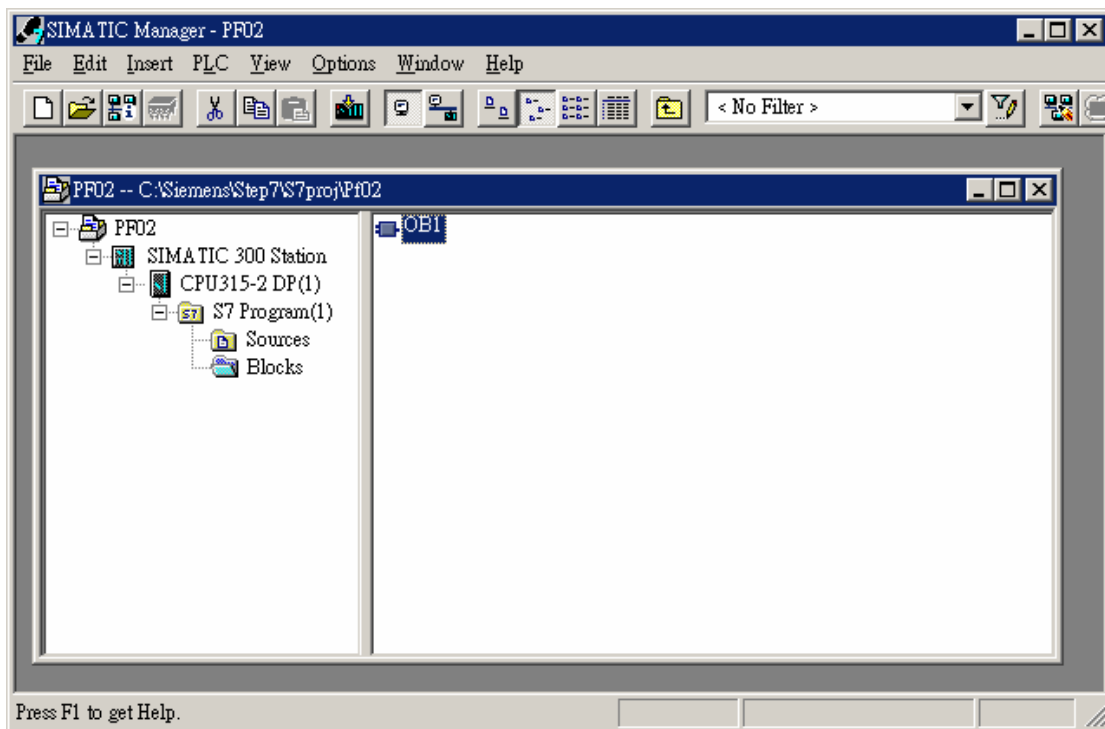 SIMATIC Manager - PF02
File Edit Insert PLC View Options Window Help
< No Filter >
PF02 -- C:\Siemens\Step7\S7proj\Pf02
PF02
OB1
SIMATIC 300 Station
CPU315-2 DP(1)
S7 Program(1)
Sources
Blocks
Press F1 to get Help.